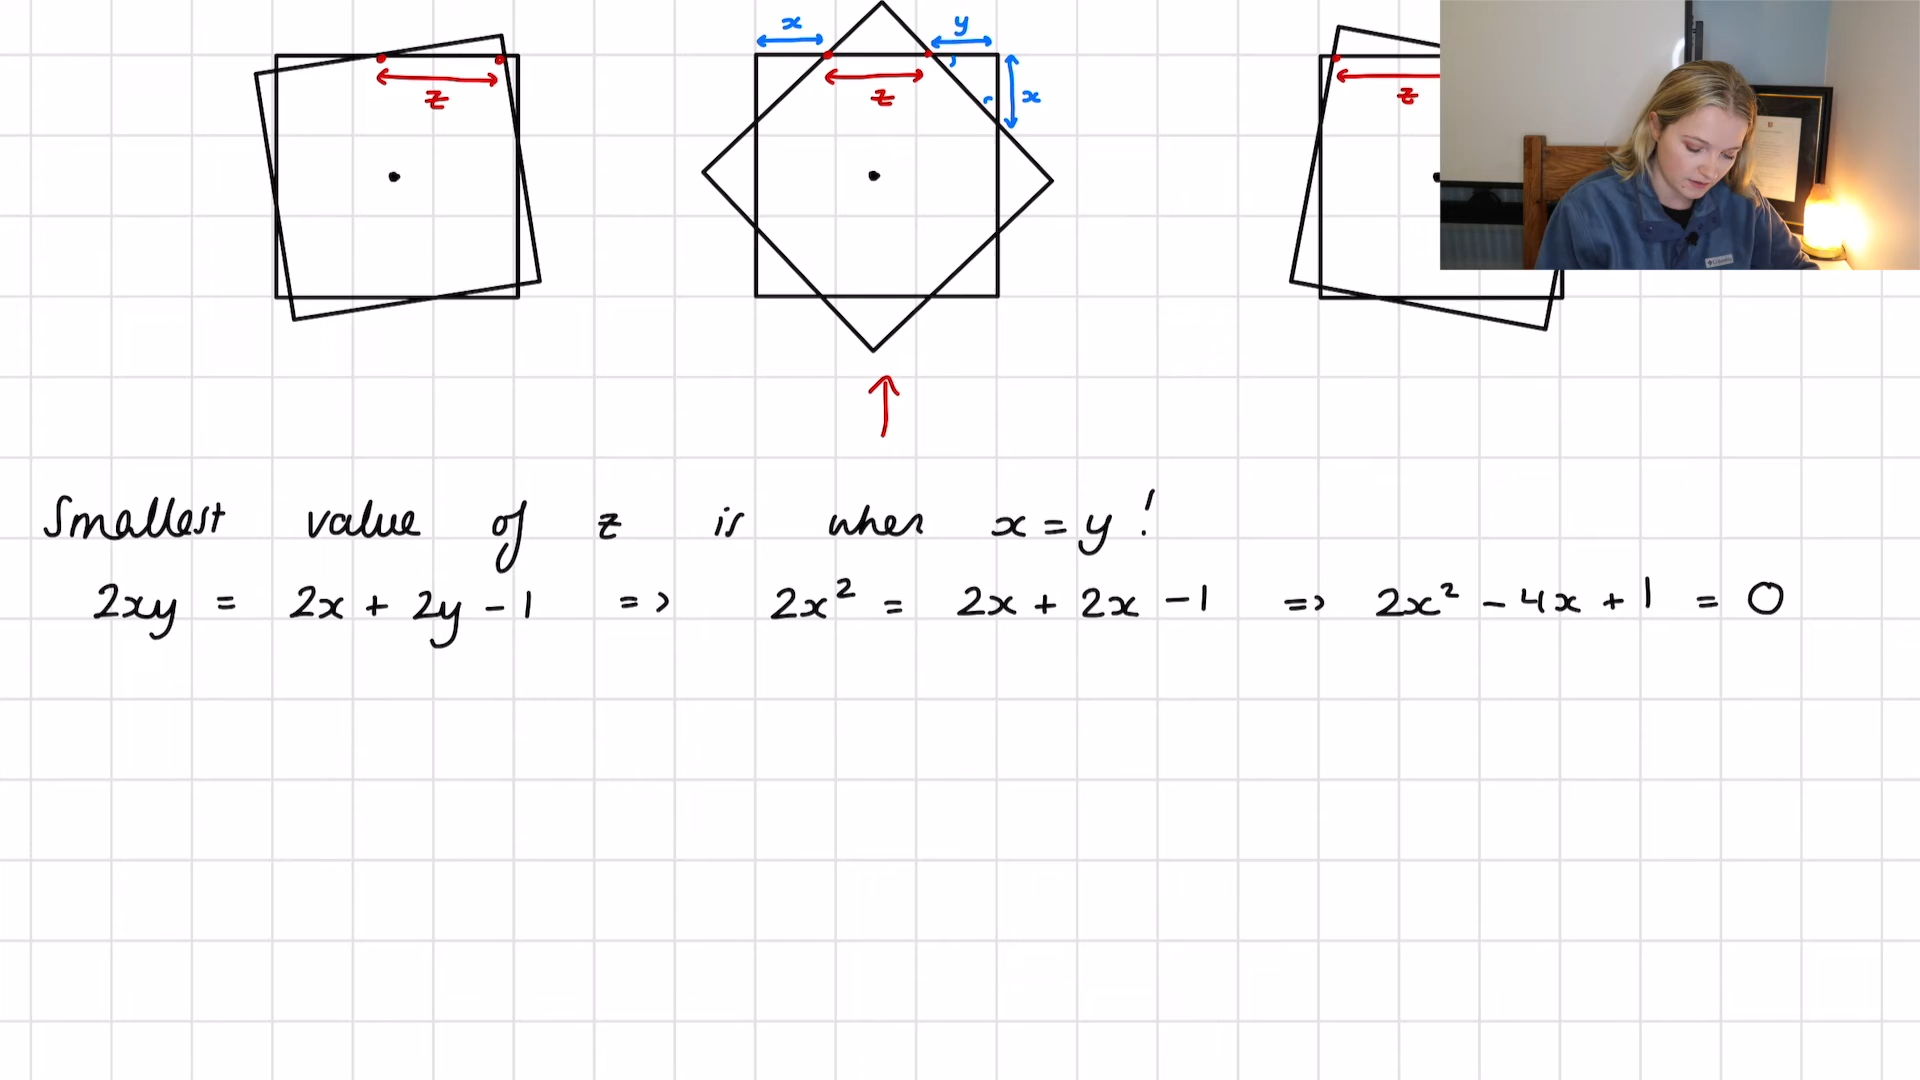 x y
z z x z
Smallest value of z is when x = y !
2xy = 2x + 2y - 1 => 2x² = 2x + 2x - 1 => 2x² - 4x + 1 = 0